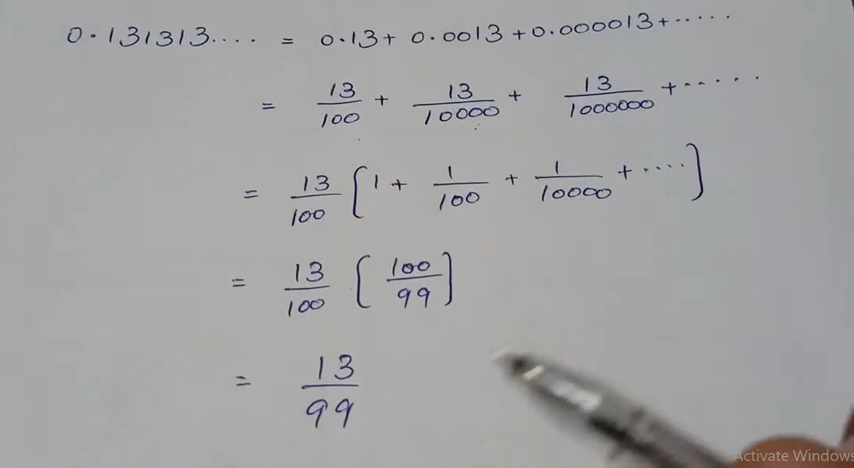 0.131313.... = 0.13 + 0.0013 + 0.000013 + .....
= 13/100 + 13/10000 + 13/1000000 + .....
= 13/100 [1 + 1/100 + 1/10000 + ....]
= 13/100 [100/99]
= 13/99
Activate Windows